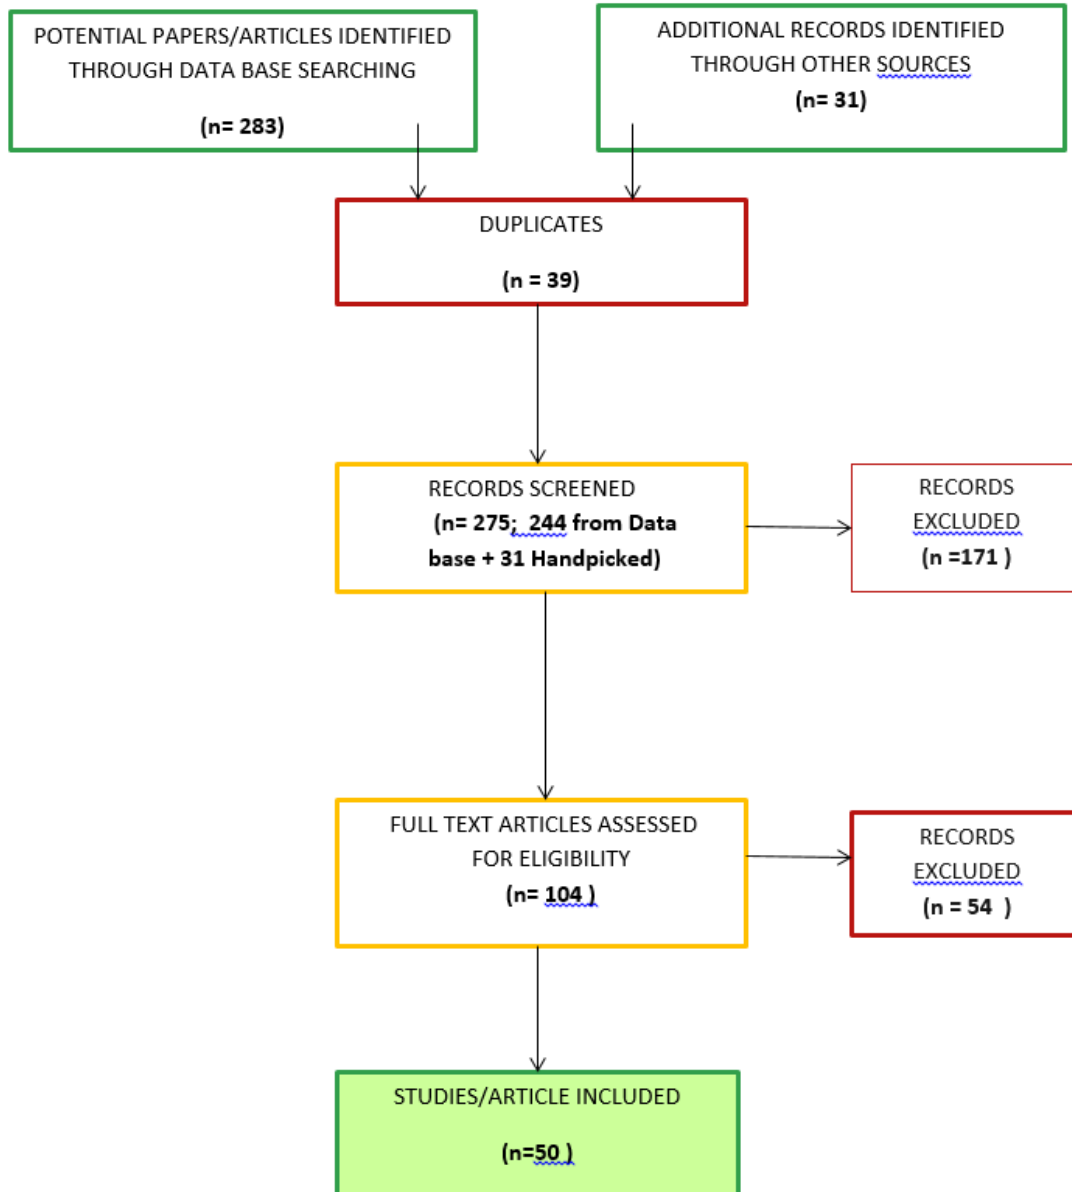 POTENTIAL PAPERS/ARTICLES IDENTIFIED
THROUGH DATA BASE SEARCHING
(n= 283)
ADDITIONAL RECORDS IDENTIFIED
THROUGH OTHER SOURCES
(n= 31)
DUPLICATES
(n = 39)
RECORDS SCREENED
(n= 275; 244 from Data
base + 31 Handpicked)
RECORDS
EXCLUDED
(n =171 )
FULL TEXT ARTICLES ASSESSED
FOR ELIGIBILITY
(n= 104 )
RECORDS
EXCLUDED
(n = 54 )
STUDIES/ARTICLE INCLUDED
(n=50 )